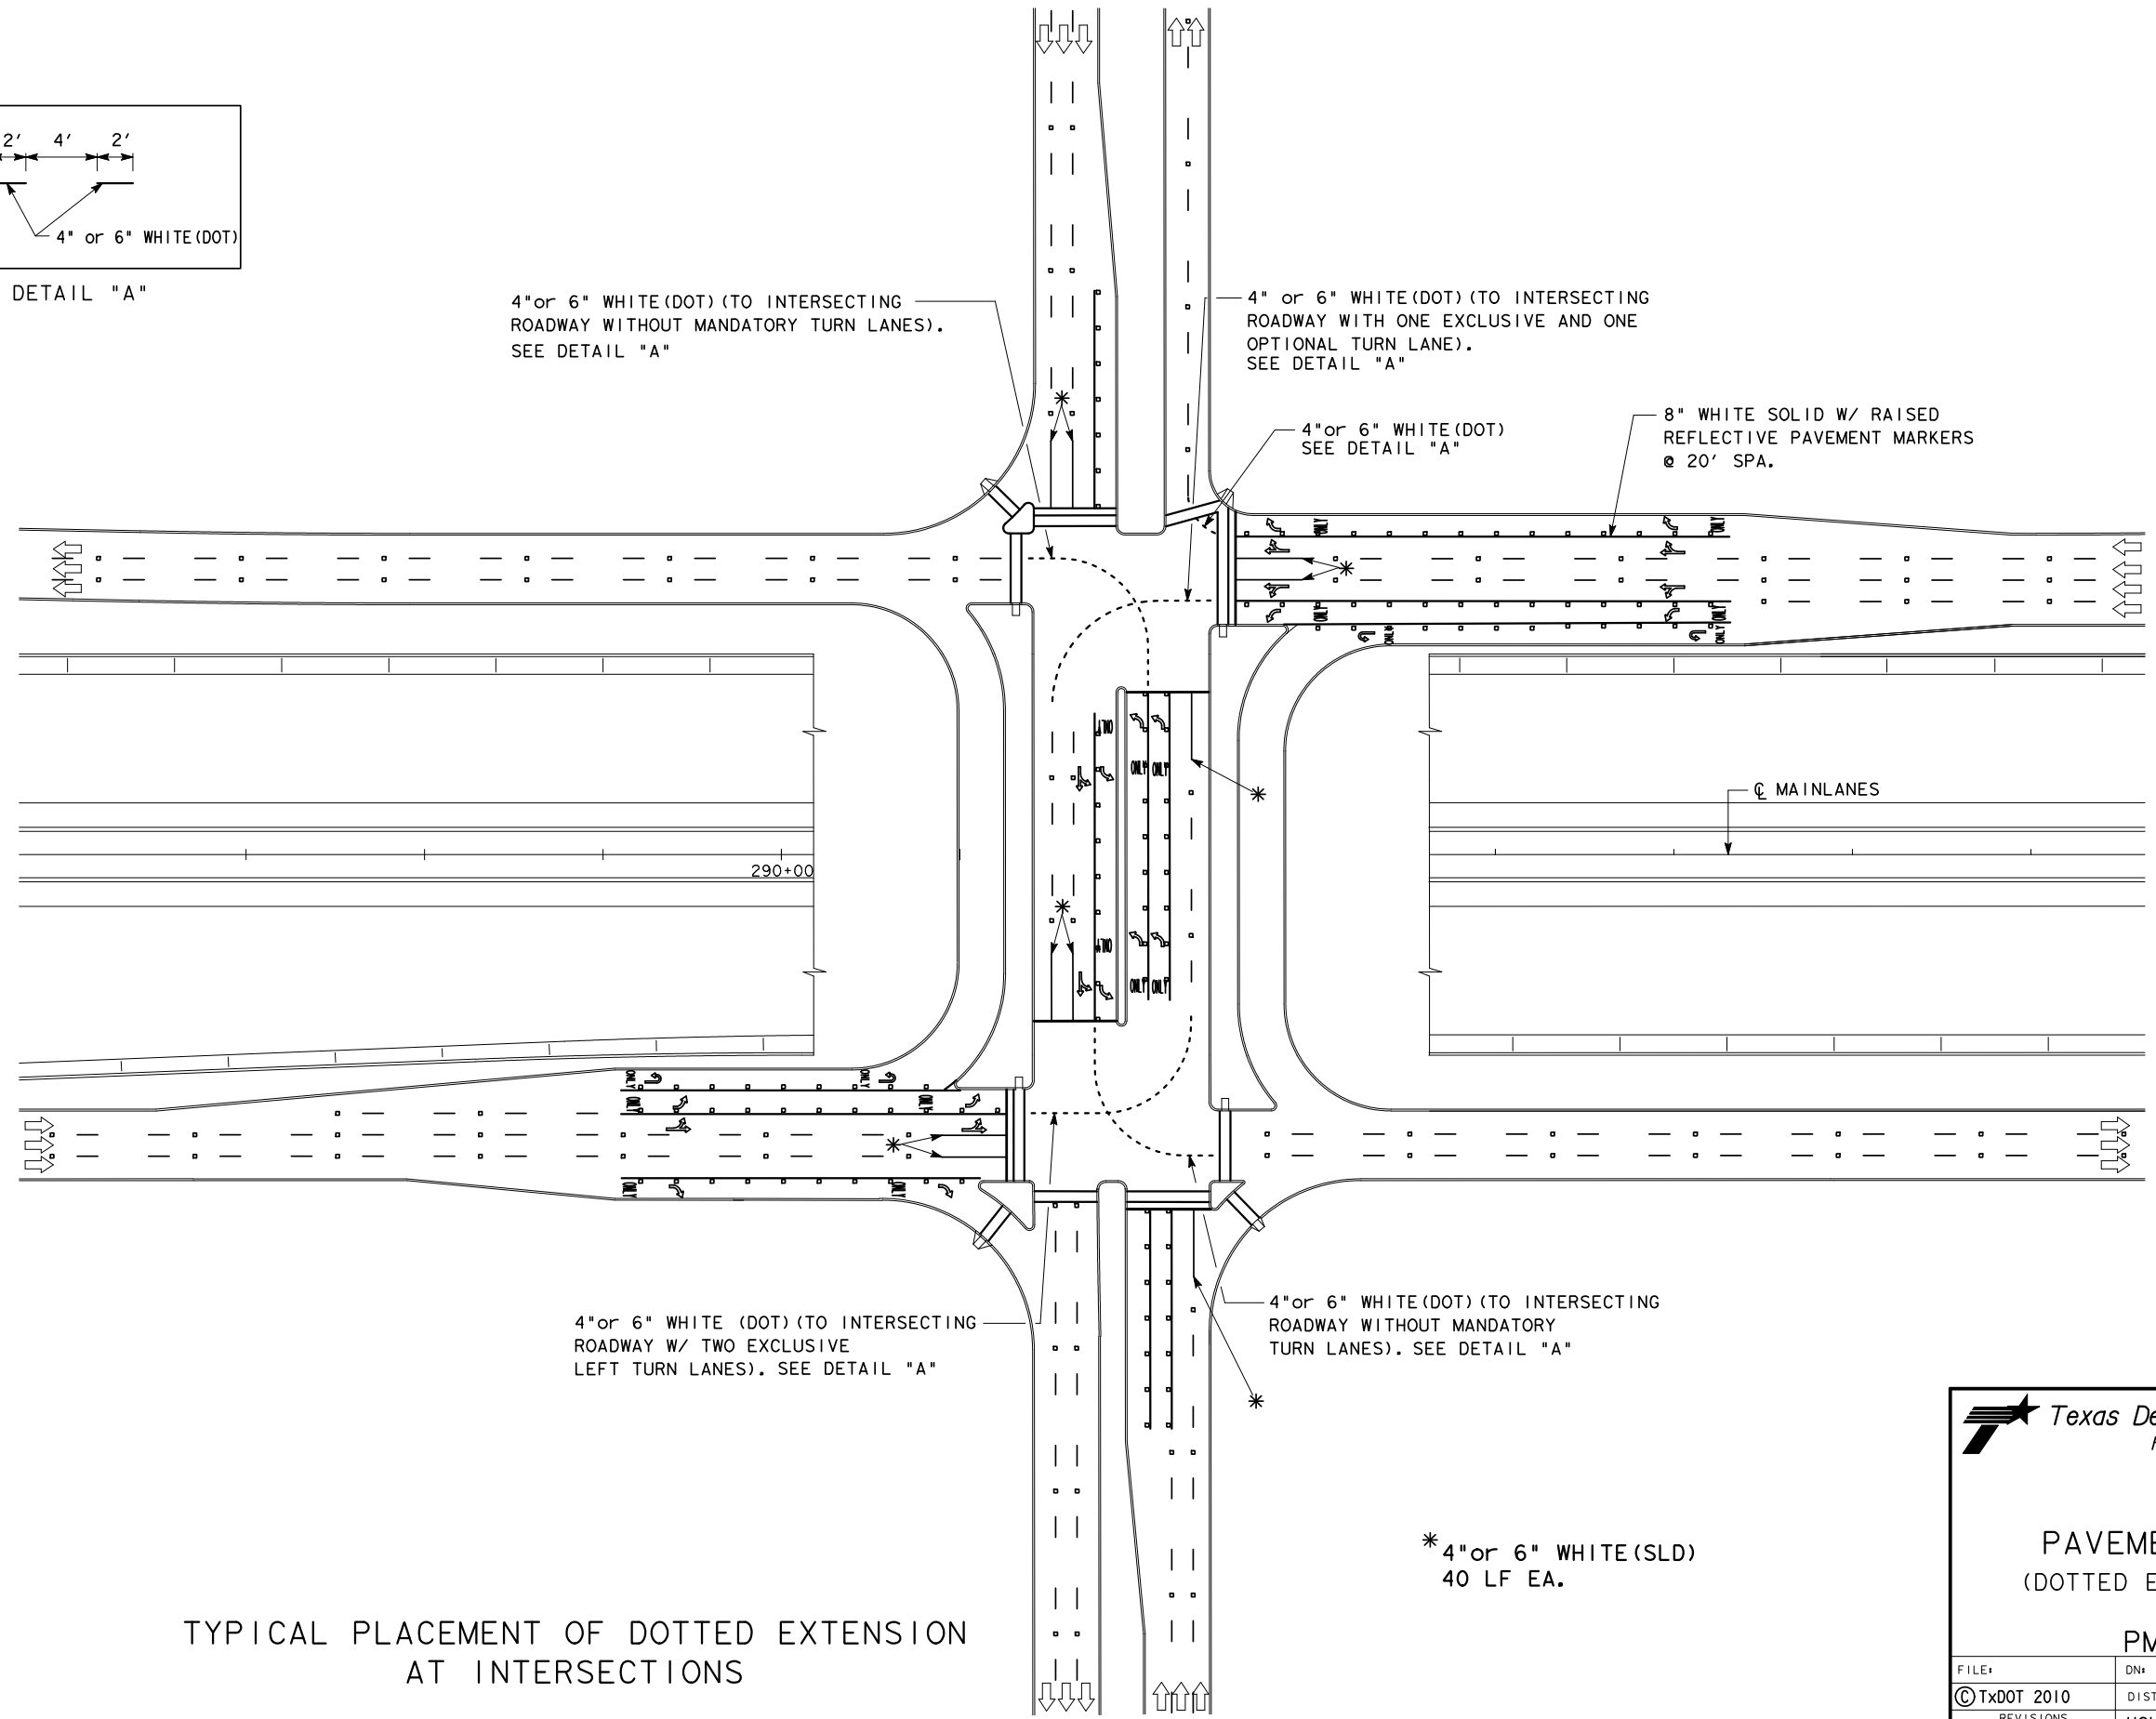 2' 4' 2'
4" or 6" WHITE(DOT)
DETAIL "A"
4"or 6" WHITE(DOT)(TO INTERSECTING
ROADWAY WITHOUT MANDATORY TURN LANES).
SEE DETAIL "A"
4" or 6" WHITE(DOT)(TO INTERSECTING
ROADWAY WITH ONE EXCLUSIVE AND ONE
OPTIONAL TURN LANE).
SEE DETAIL "A"
4"or 6" WHITE(DOT)
SEE DETAIL "A"
8" WHITE SOLID W/ RAISED
REFLECTIVE PAVEMENT MARKERS
@ 20' SPA.
ONLY ONLY
ONLY ONLY
ONLY ONLY
ONLY
ONLY ONLY
℄ MAINLANES
290+00
ONLY
ONLY ONLY
ONLY ONLY
ONLY ONLY
ONLY ONLY
4"or 6" WHITE (DOT)(TO INTERSECTING
ROADWAY W/ TWO EXCLUSIVE
LEFT TURN LANES). SEE DETAIL "A"
4"or 6" WHITE(DOT)(TO INTERSECTING
ROADWAY WITHOUT MANDATORY
TURN LANES). SEE DETAIL "A"
*4"or 6" WHITE(SLD)
40 LF EA.
TYPICAL PLACEMENT OF DOTTED EXTENSION
AT INTERSECTIONS
Texas De
PAVEME
(DOTTED E
PM
FILE: DN:
© TxDOT 2010 DIST
REVISIONS